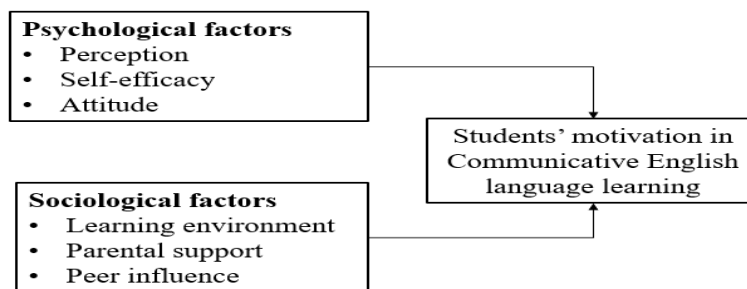 Psychological factors
• Perception
• Self-efficacy
• Attitude
Students’ motivation in
Communicative English
language learning
Sociological factors
• Learning environment
• Parental support
• Peer influence